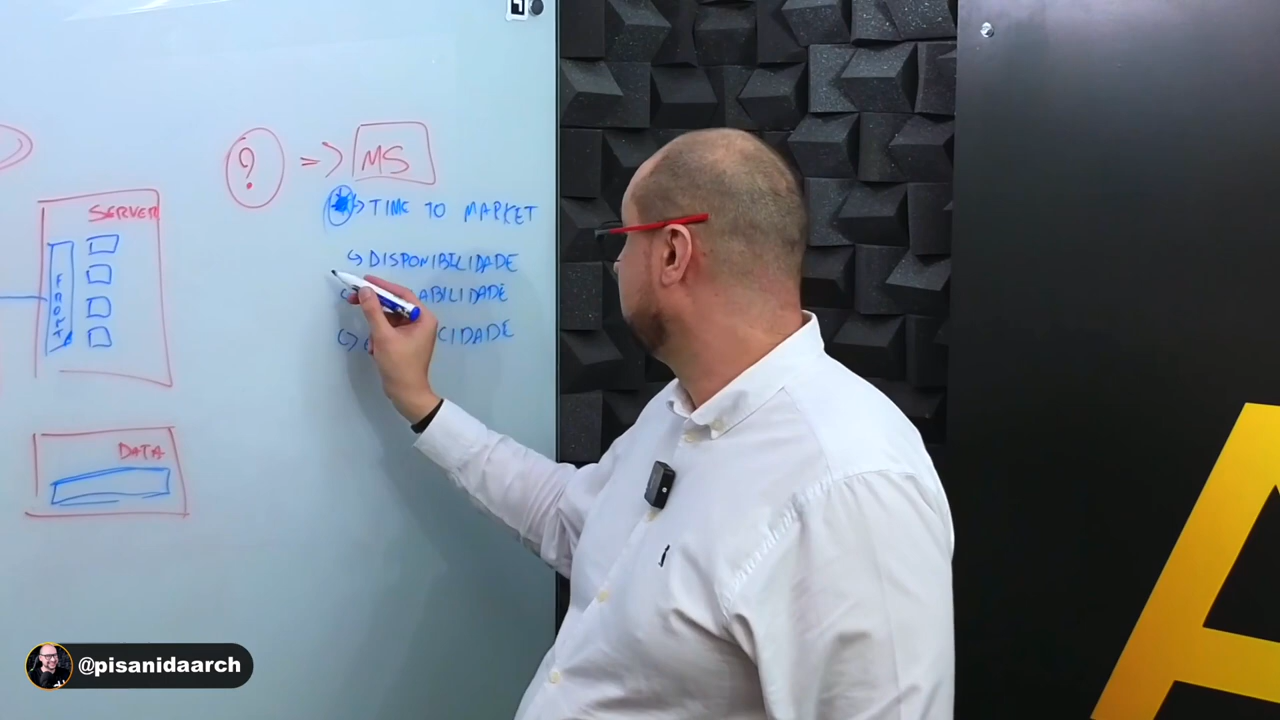 ? => MS
SERVER
FRONT
TIME TO MARKET
DISPONIBILIDADE
ABILIDADE
CIDADE
DATA
@pisanidaarch
A